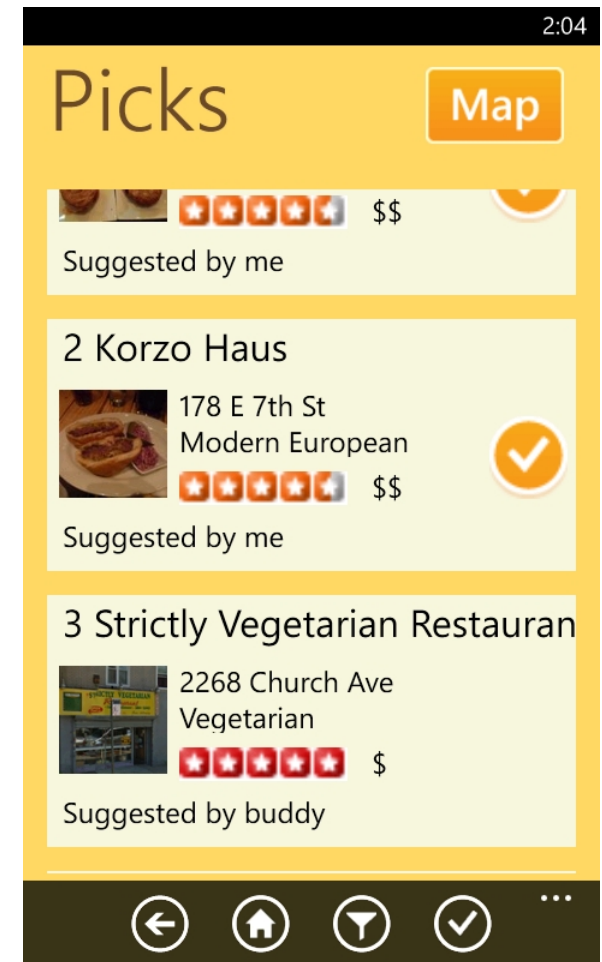 2:04
Picks
Map
$$
Suggested by me
2 Korzo Haus
178 E 7th St
Modern European
$$
Suggested by me
3 Strictly Vegetarian Restauran
2268 Church Ave
Vegetarian
$
Suggested by buddy
...